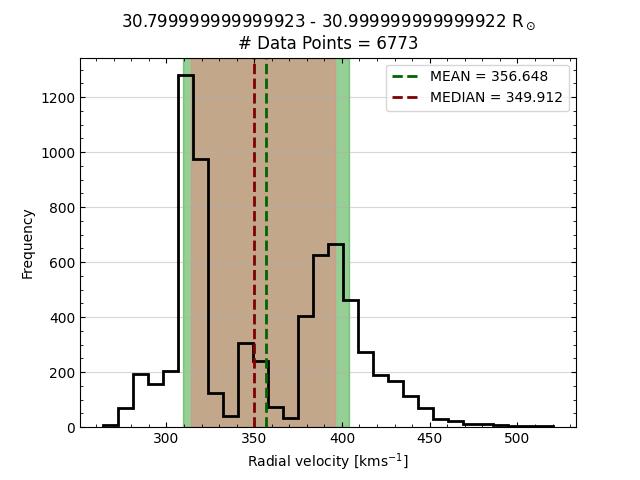 30.799999999999923 - 30.999999999999922 R⊙
# Data Points = 6773
MEAN = 356.648
MEDIAN = 349.912
Frequency
1200
1000
800
600
400
200
0
300 350 400 450 500
Radial velocity [kms⁻¹]